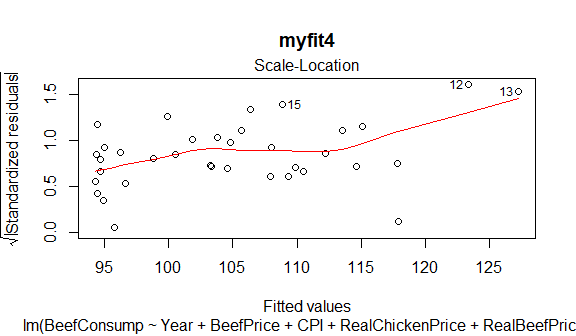 myfit4
Scale-Location
√|Standardized residuals|
1.5
1.0
0.5
0.0
12
13
15
95 100 105 110 115 120 125
Fitted values
lm(BeefConsump ~ Year + BeefPrice + CPI + RealChickenPrice + RealBeefPric